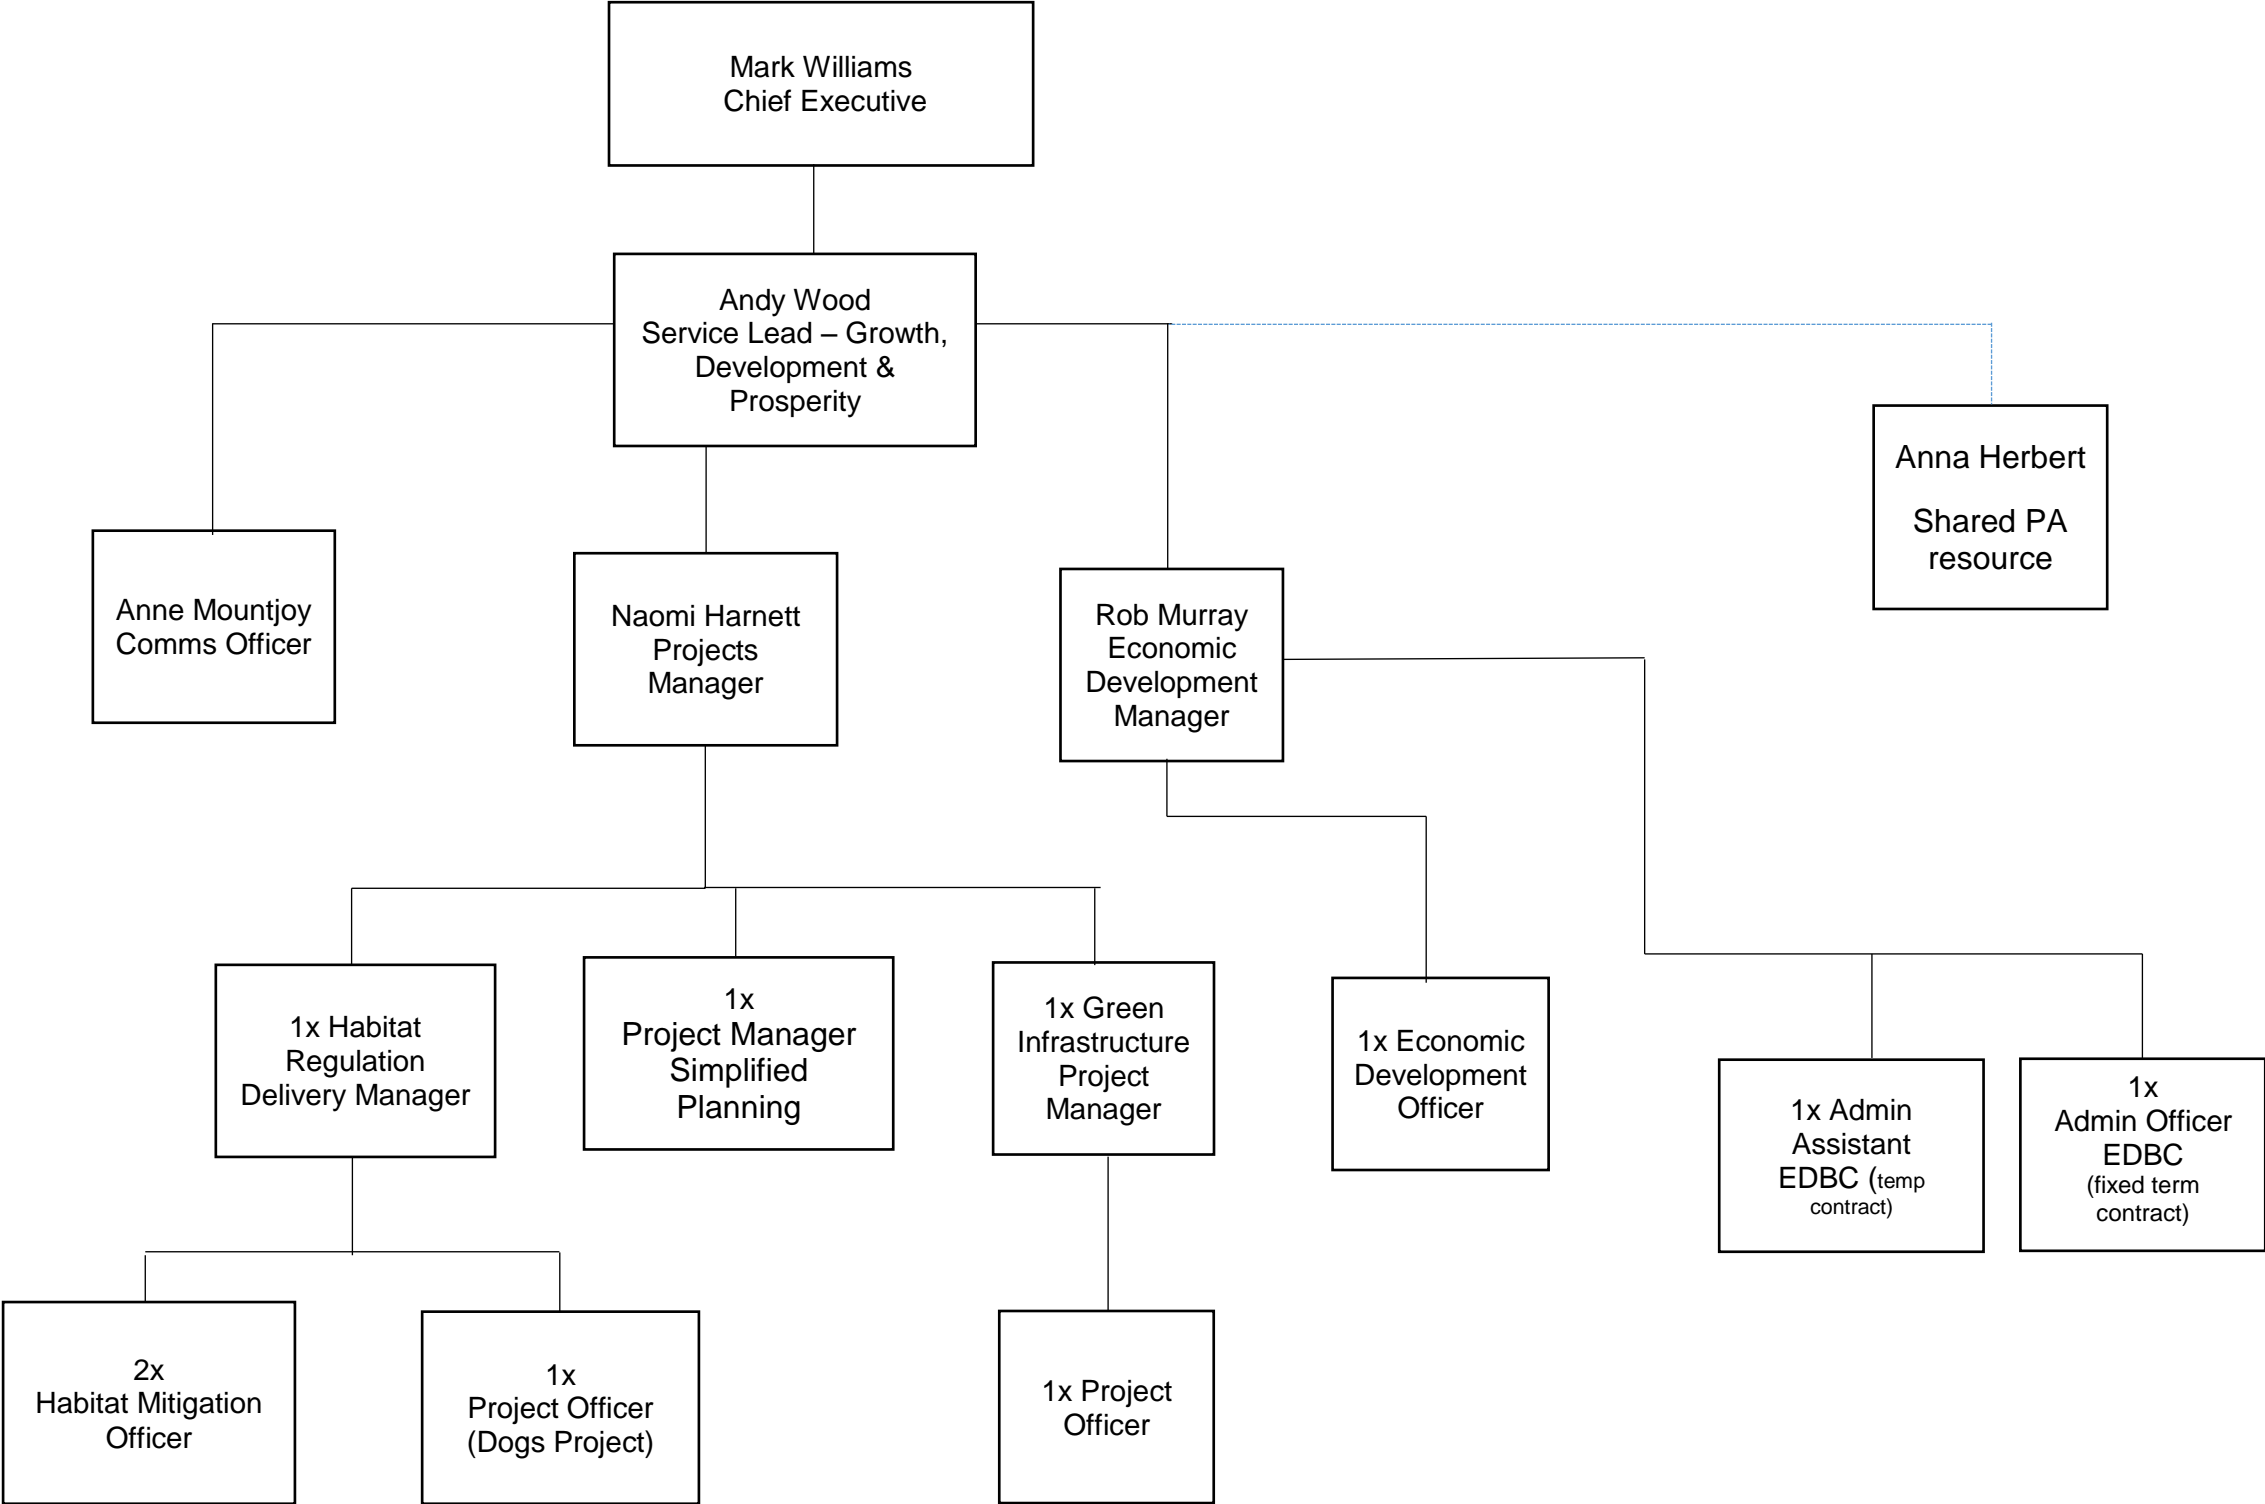 Mark Williams
Chief Executive
Andy Wood
Service Lead – Growth,
Development &
Prosperity
Anna Herbert
Shared PA
resource
Anne Mountjoy
Comms Officer
Naomi Harnett
Projects
Manager
Rob Murray
Economic
Development
Manager
1x Habitat
Regulation
Delivery Manager
1x
Project Manager
Simplified
Planning
1x Green
Infrastructure
Project
Manager
1x Economic
Development
Officer
1x Admin
Assistant
EDBC (temp
contract)
1x
Admin Officer
EDBC
(fixed term
contract)
2x
Habitat Mitigation
Officer
1x
Project Officer
(Dogs Project)
1x Project
Officer